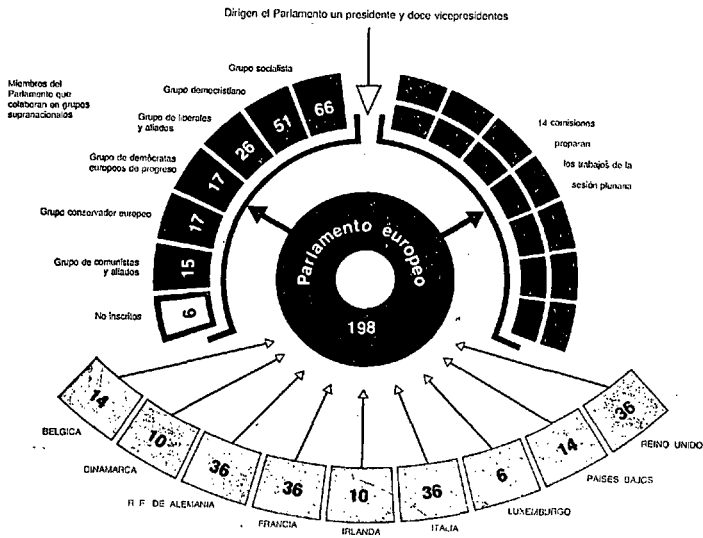 Dirigen el Parlamento un presidente y doce vicepresidentes
Miembros del
Parlamento que
colaboran en grupos
supranacionales
Grupo socialista
66
Grupo democristiano
51
Grupo de liberales
y aliados
26
Grupo de demócratas
europeos de progreso
17
Grupo conservador europeo
17
Grupo de comunistas
y aliados
15
No inscritos
6
14 comisiones
preparan
los trabajos de la
sesión plenaria
Parlamento europeo
198
14
BELGICA
10
DINAMARCA
36
R F DE ALEMANIA
36
FRANCIA
10
IRLANDA
36
ITALIA
6
LUXEMBURGO
14
PAISES BAJOS
36
REINO UNIDO